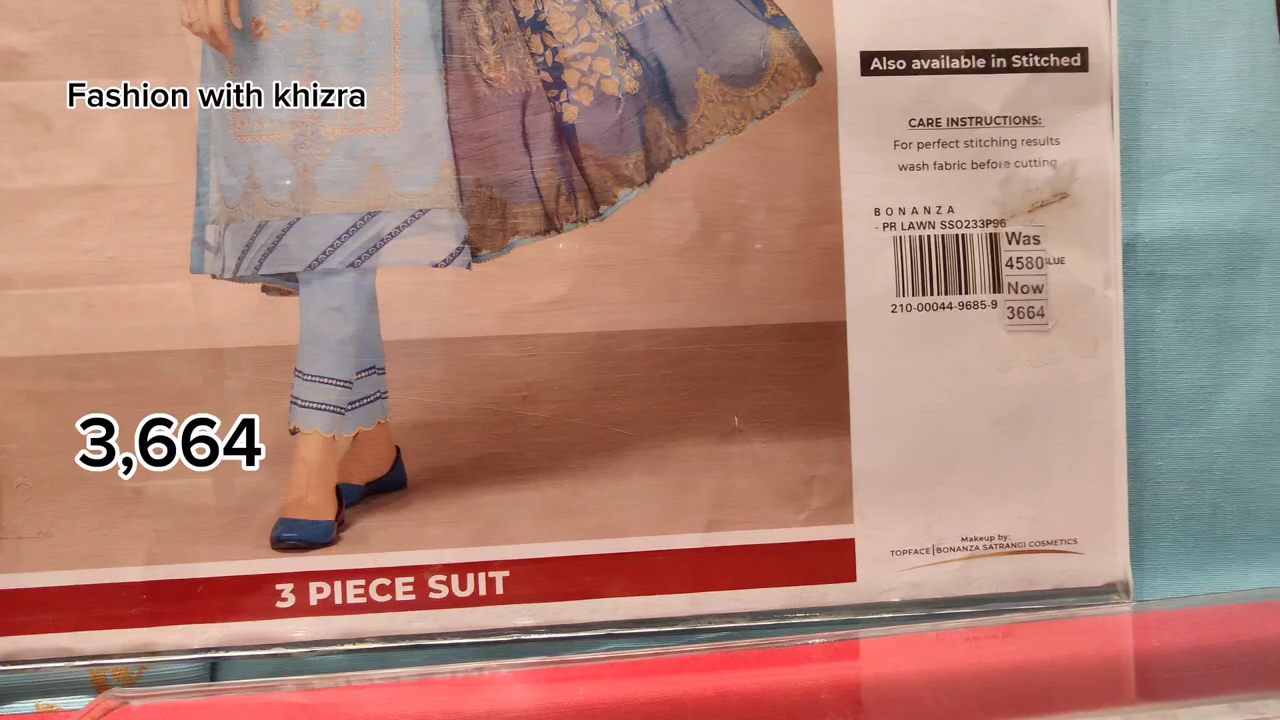 Fashion with khizra
3,664
3 PIECE SUIT
Also available in Stitched
CARE INSTRUCTIONS:
For perfect stitching results
wash fabric before cutting
BONANZA
- PR LAWN SSO233P96
210-00044-9685-9
Was
4580
Now
3664
Makeup by:
TOPFACE|BONANZA SATRANGI COSMETICS